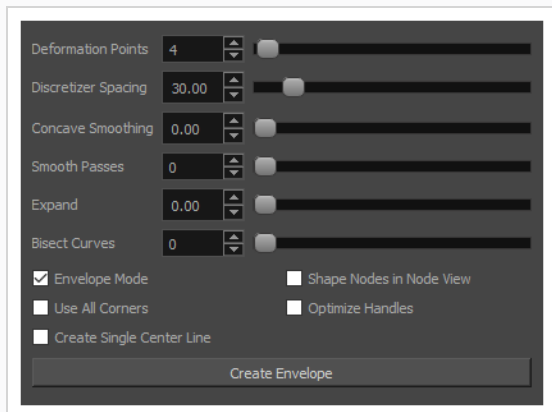 Deformation Points 4
Discretizer Spacing 30.00
Concave Smoothing 0.00
Smooth Passes 0
Expand 0.00
Bisect Curves 0
Envelope Mode Shape Nodes in Node View
Use All Corners Optimize Handles
Create Single Center Line
Create Envelope